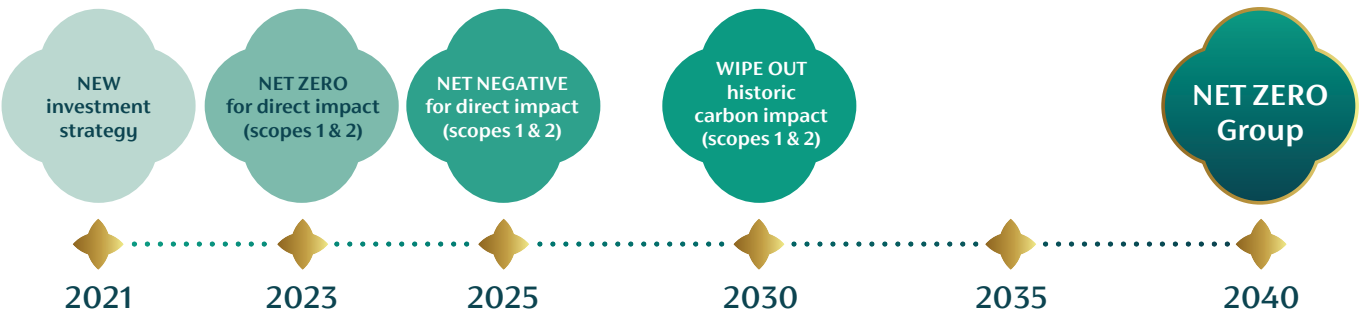 NEW
investment
strategy
NET ZERO
for direct impact
(scopes 1 & 2)
NET NEGATIVE
for direct impact
(scopes 1 & 2)
WIPE OUT
historic
carbon impact
(scopes 1 & 2)
NET ZERO
Group
2021
2023
2025
2030
2035
2040